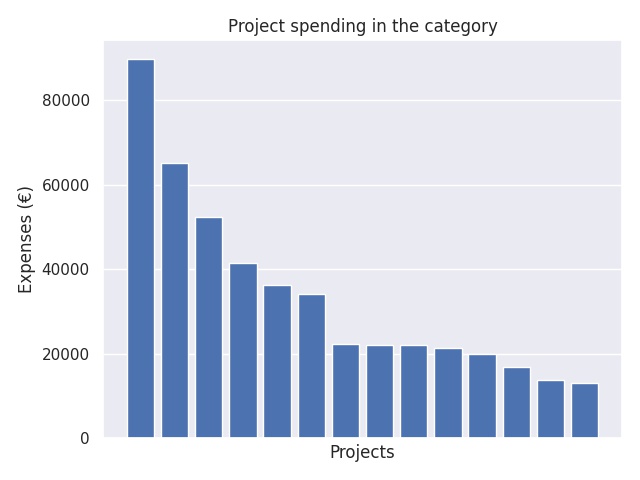 Project spending in the category
Expenses (€)
80000
60000
40000
20000
0
Projects